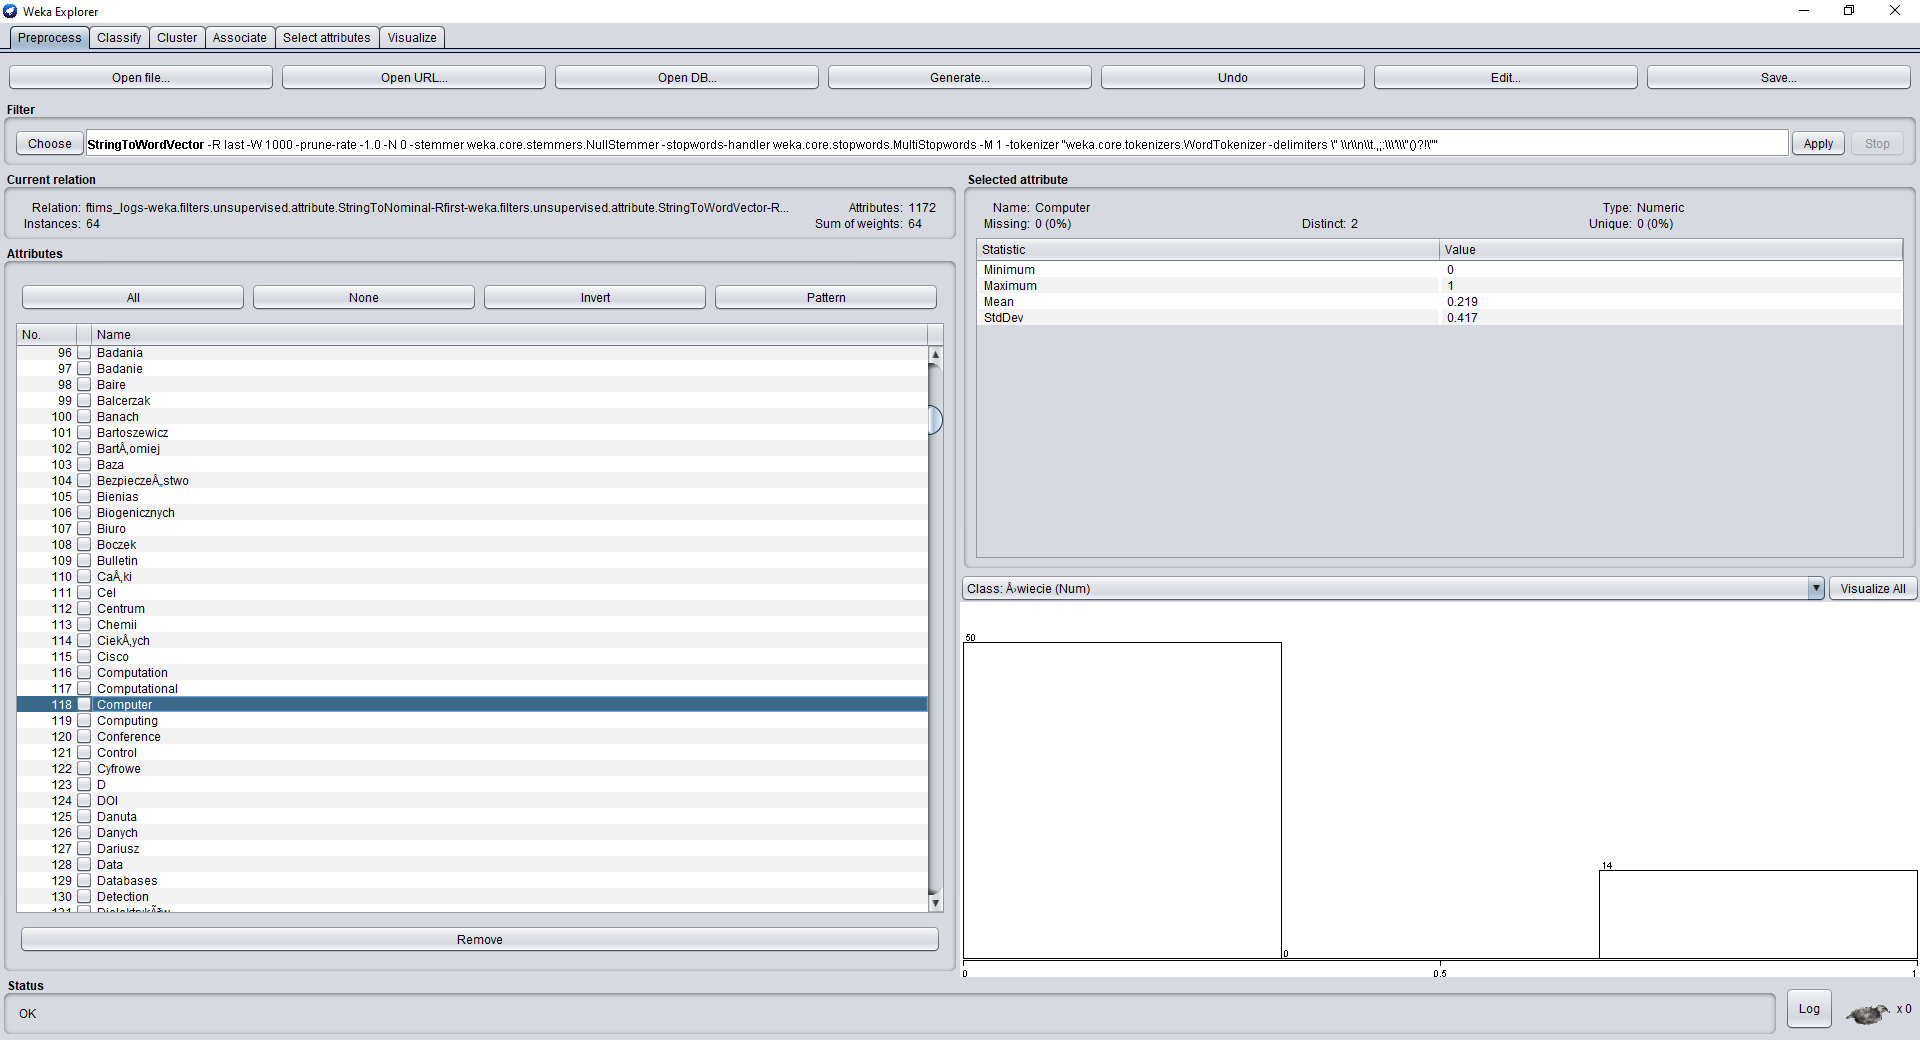 Weka Explorer
Preprocess Classify Cluster Associate Select attributes Visualize
Open file... Open URL... Open DB... Generate... Undo Edit... Save...
Filter
Choose StringToWordVector -R last -W 1000 -prune-rate -1.0 -N 0 -stemmer weka.core.stemmers.NullStemmer -stopwords-handler weka.core.stopwords.MultiStopwords -M 1 -tokenizer "weka.core.tokenizers.WordTokenizer -delimiters \" \\r\\n\\t.,;:\\\'\\\"()?!\"" Apply Stop
Current relation
Relation: ftims_logs-weka.filters.unsupervised.attribute.StringToNominal-Rfirst-weka.filters.unsupervised.attribute.StringToWordVector-R... Attributes: 1172
Instances: 64 Sum of weights: 64
Attributes
All None Invert Pattern
No. Name
96 Badania
97 Badanie
98 Baire
99 Balcerzak
100 Banach
101 Bartoszewicz
102 BartÅ‚omiej
103 Baza
104 BezpieczeÅ„stwo
105 Bienias
106 Biogenicznych
107 Biuro
108 Boczek
109 Bulletin
110 CaÅ‚ki
111 Cel
112 Centrum
113 Chemii
114 CiekÅ‚ych
115 Cisco
116 Computation
117 Computational
118 Computer
119 Computing
120 Conference
121 Control
122 Cyfrowe
123 D
124 DOI
125 Danuta
126 Danych
127 Dariusz
128 Data
129 Databases
130 Detection
Remove
Selected attribute
Name: Computer Type: Numeric
Missing: 0 (0%) Distinct: 2 Unique: 0 (0%)
Statistic Value
Minimum 0
Maximum 1
Mean 0.219
StdDev 0.417
Class: Å›wiecie (Num) Visualize All
50
14
0
0 0.5 1
Status
OK Log x 0